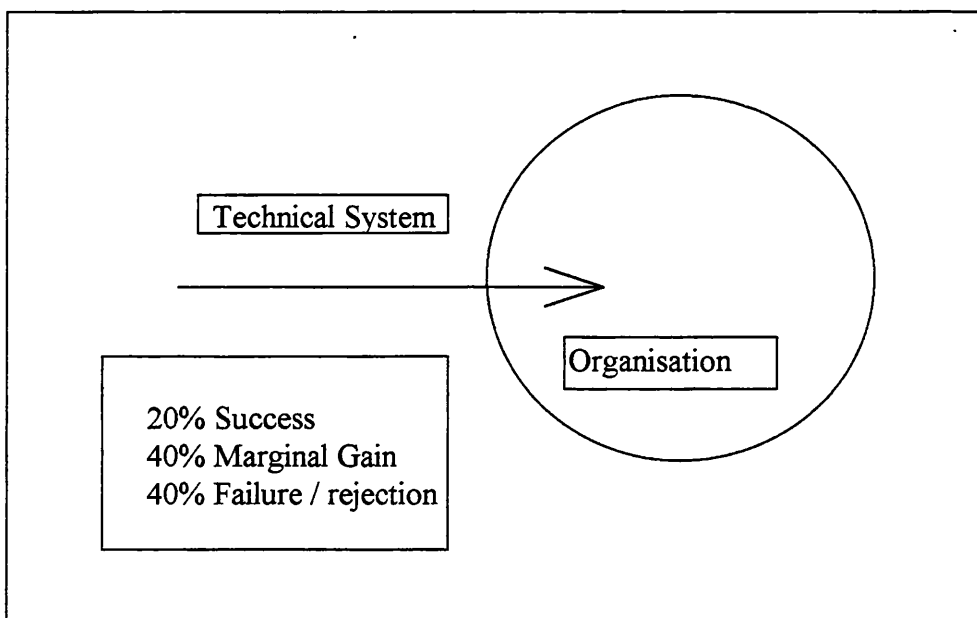 Technical System
Organisation
20% Success
40% Marginal Gain
40% Failure / rejection